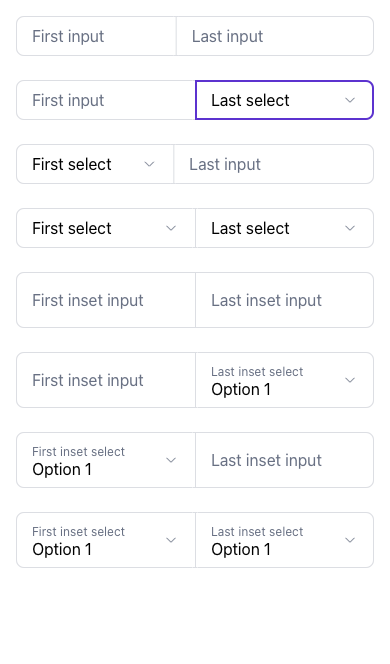 First input Last input
First input Last select
First select Last input
First select Last select
First inset input Last inset input
First inset input Last inset select
Option 1
First inset select
Option 1 Last inset input
First inset select Last inset select
Option 1 Option 1